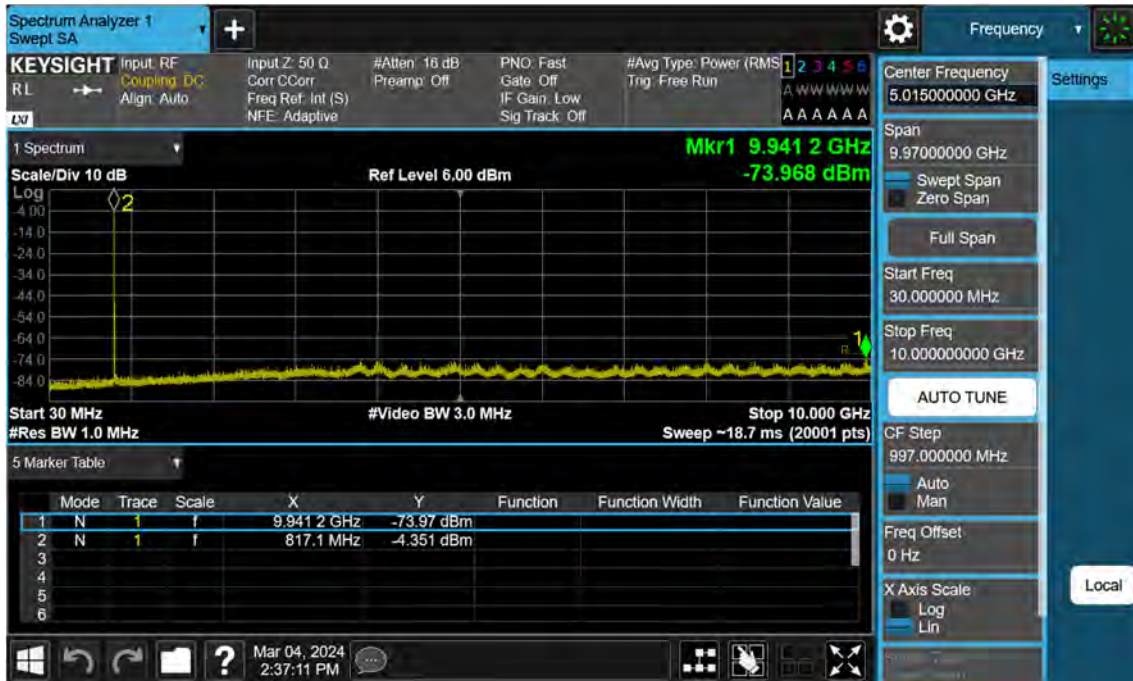 Spectrum Analyzer 1
Swept SA
+
Frequency
KEYSIGHT
RL
LXI
Input: RF
Coupling: DC
Align: Auto
Input Z: 50 Ω
Corr CCorr
Freq Ref: Int (S)
NFE: Adaptive
#Atten: 16 dB
Preamp: Off
PNO: Fast
Gate: Off
IF Gain: Low
Sig Track: Off
#Avg Type: Power (RMS
Trig: Free Run
1 2 3 4 5 6
A W W W W W
A A A A A A
1 Spectrum
Mkr1 9.941 2 GHz
Scale/Div 10 dB
Ref Level 6.00 dBm
-73.968 dBm
Log
2
-4.00
-14.0
-24.0
-34.0
-44.0
-54.0
-64.0
1
R
-74.0
-84.0
Start 30 MHz
#Video BW 3.0 MHz
Stop 10.000 GHz
#Res BW 1.0 MHz
Sweep ~18.7 ms (20001 pts)
5 Marker Table
Mode Trace Scale X Y Function Function Width Function Value
1 N 1 f 9.941 2 GHz -73.97 dBm
2 N 1 f 817.1 MHz -4.351 dBm
3
4
5
6
Mar 04, 2024
2:37:11 PM
?
Center Frequency
5.015000000 GHz
Settings
Span
9.97000000 GHz
Swept Span
Zero Span
Full Span
Start Freq
30.000000 MHz
Stop Freq
10.000000000 GHz
AUTO TUNE
CF Step
997.000000 MHz
Auto
Man
Freq Offset
0 Hz
X Axis Scale
Log
Lin
Local